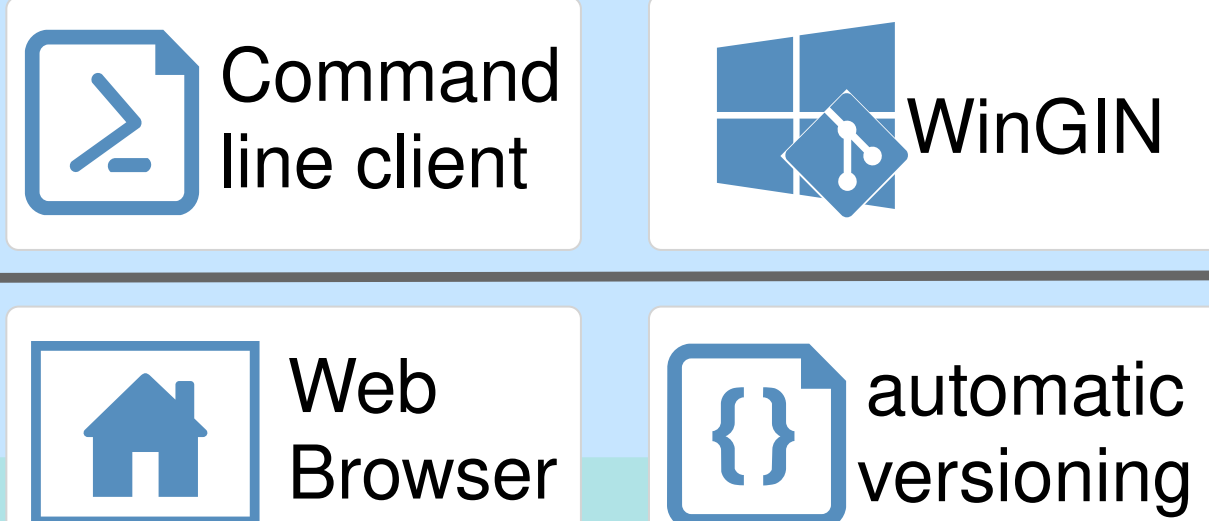 Command
line client
WinGIN
Web
Browser
automatic
versioning